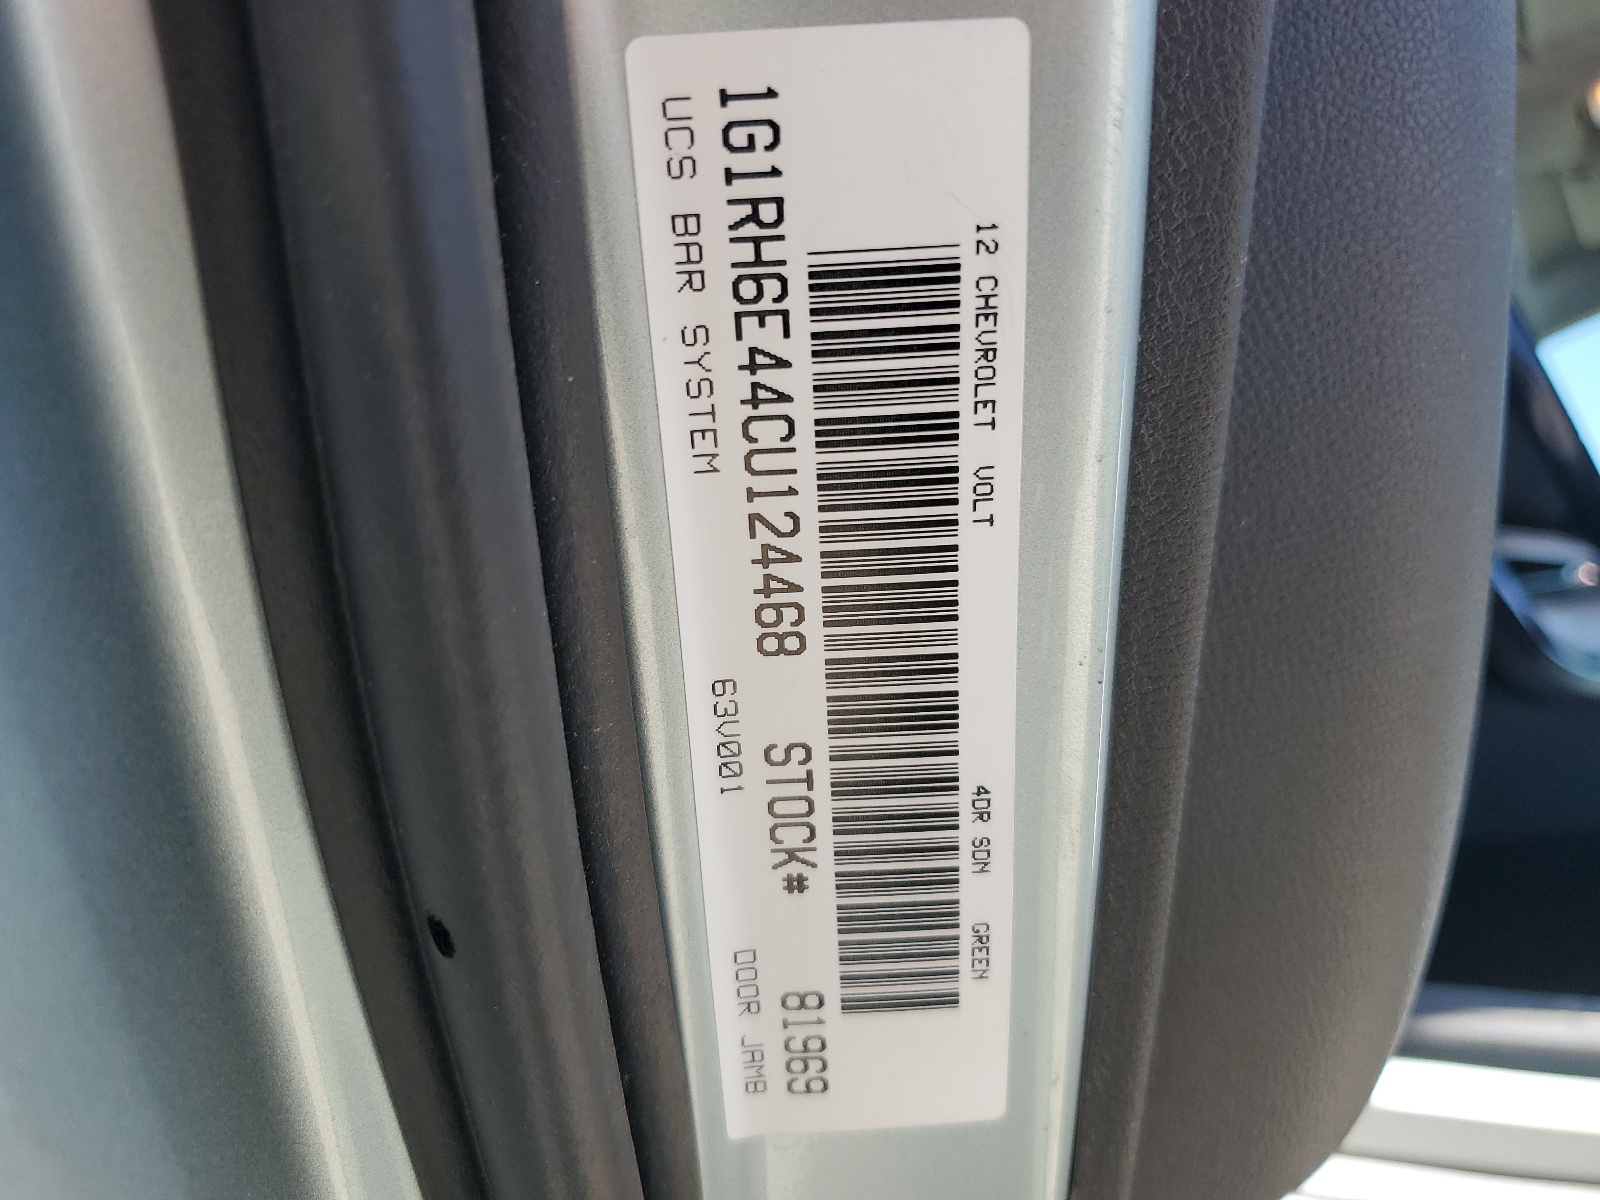 12 CHEVROLET VOLT 4DR SDN GREEN
1G1RH6E44CU124468 STOCK# 81969
UCS BAR SYSTEM 63V001 DOOR JAMB